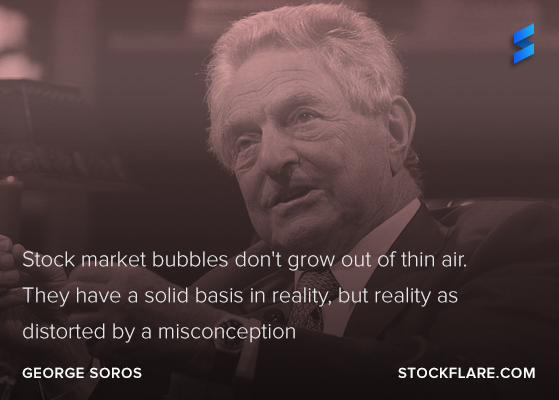 Stock market bubbles don't grow out of thin air.
They have a solid basis in reality, but reality as
distorted by a misconception
GEORGE SOROS STOCKFLARE.COM